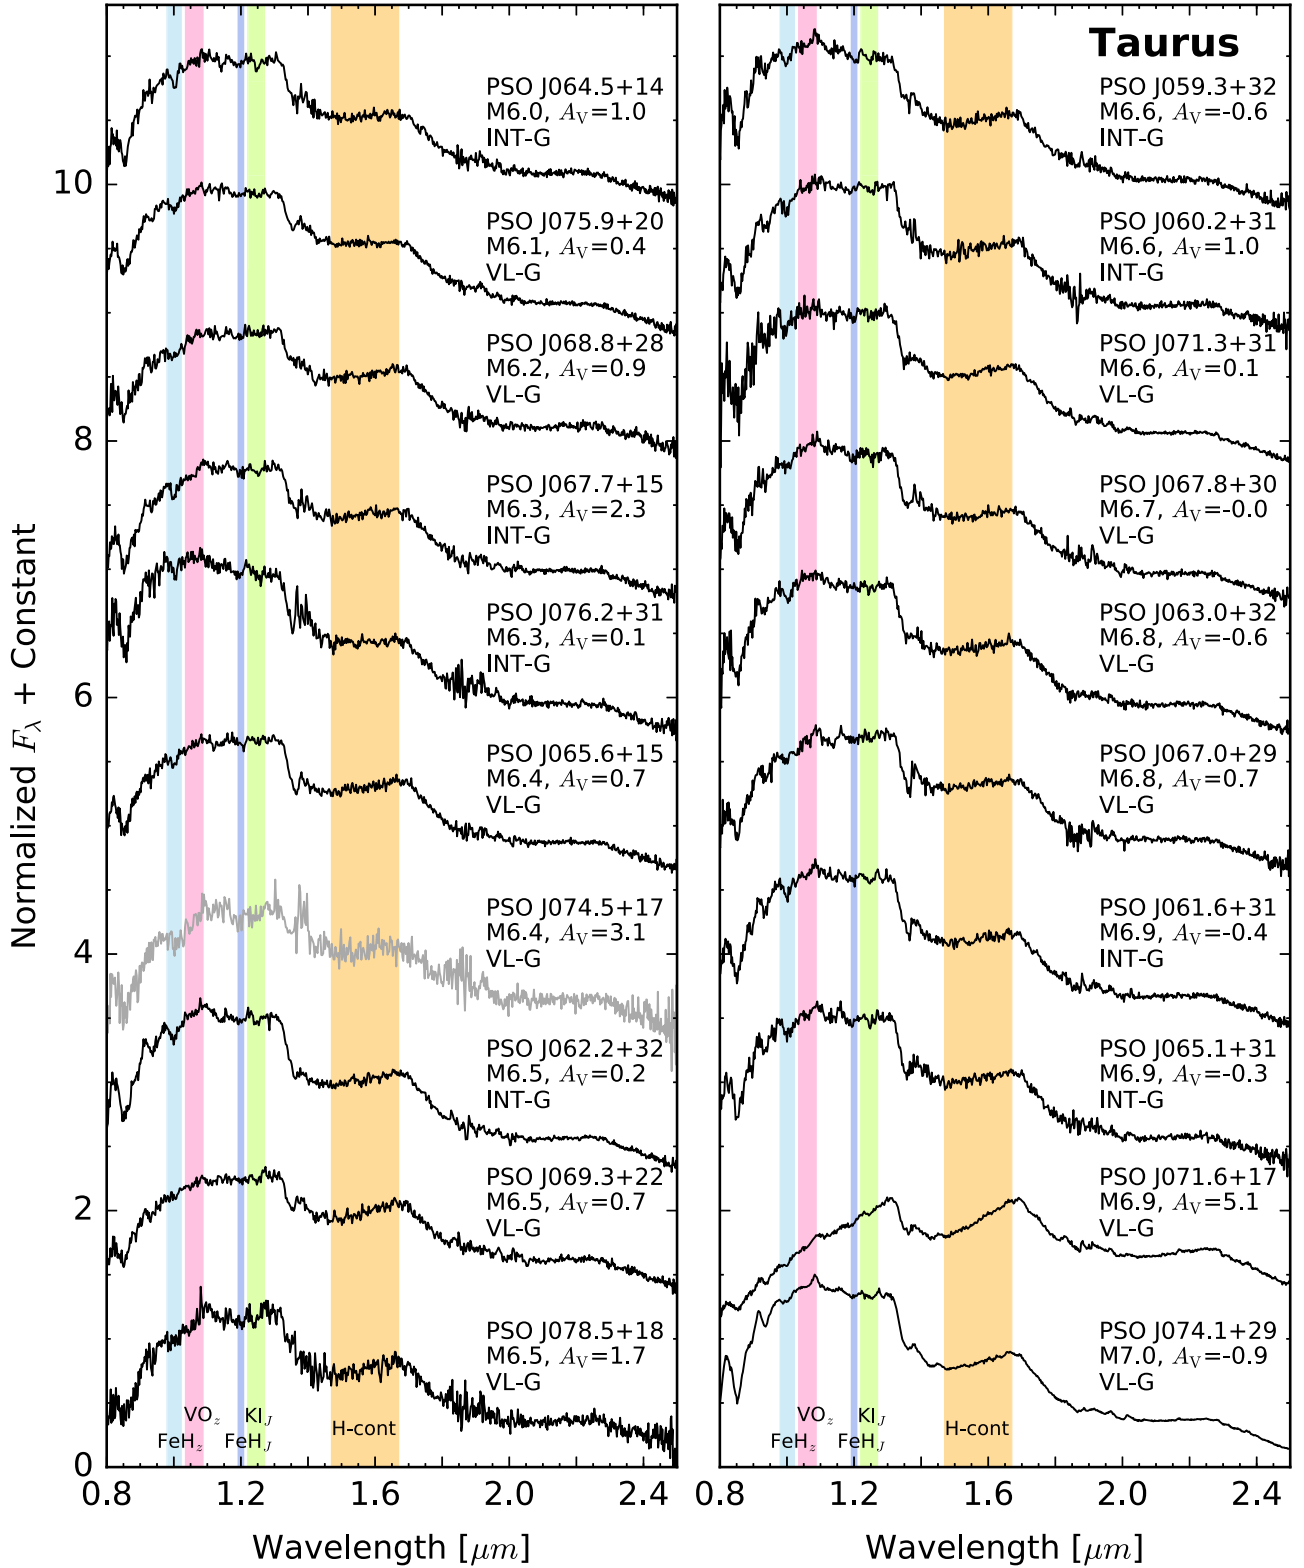 Taurus
Normalized F_λ + Constant
10
8
6
4
2
0
PSO J064.5+14
M6.0, A_V=1.0
INT-G
PSO J075.9+20
M6.1, A_V=0.4
VL-G
PSO J068.8+28
M6.2, A_V=0.9
VL-G
PSO J067.7+15
M6.3, A_V=2.3
INT-G
PSO J076.2+31
M6.3, A_V=0.1
INT-G
PSO J065.6+15
M6.4, A_V=0.7
VL-G
PSO J074.5+17
M6.4, A_V=3.1
VL-G
PSO J062.2+32
M6.5, A_V=0.2
INT-G
PSO J069.3+22
M6.5, A_V=0.7
VL-G
PSO J078.5+18
M6.5, A_V=1.7
VL-G
VO_z KI_J
FeH_z FeH_J H-cont
0.8 1.2 1.6 2.0 2.4
Wavelength [μm]
PSO J059.3+32
M6.6, A_V=-0.6
INT-G
PSO J060.2+31
M6.6, A_V=1.0
INT-G
PSO J071.3+31
M6.6, A_V=0.1
VL-G
PSO J067.8+30
M6.7, A_V=-0.0
VL-G
PSO J063.0+32
M6.8, A_V=-0.6
VL-G
PSO J067.0+29
M6.8, A_V=0.7
VL-G
PSO J061.6+31
M6.9, A_V=-0.4
INT-G
PSO J065.1+31
M6.9, A_V=-0.3
INT-G
PSO J071.6+17
M6.9, A_V=5.1
VL-G
PSO J074.1+29
M7.0, A_V=-0.9
VL-G
VO_z KI_J
FeH_z FeH_J H-cont
0.8 1.2 1.6 2.0 2.4
Wavelength [μm]